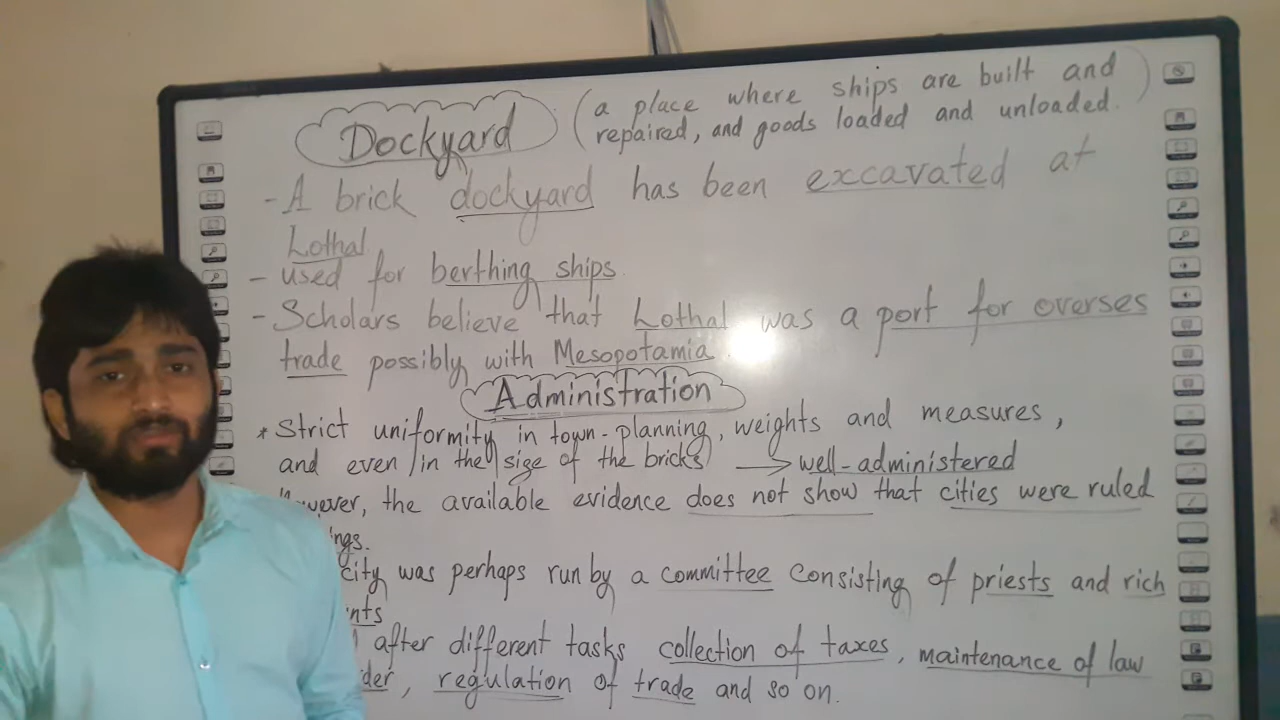 Dockyard (a place where ships are built and
repaired, and goods loaded and unloaded.)
- A brick dockyard has been excavated at
Lothal
- used for berthing ships.
- Scholars believe that Lothal was a port for overses
trade possibly with Mesopotamia.
Administration
* Strict uniformity in town-planning, weights and measures,
and even in the size of the bricks → well-administered
wever, the available evidence does not show that cities were ruled
ings.
city was perhaps run by a committee consisting of priests and rich
nts
after different tasks collection of taxes, maintenance of law
der, regulation of trade and so on.